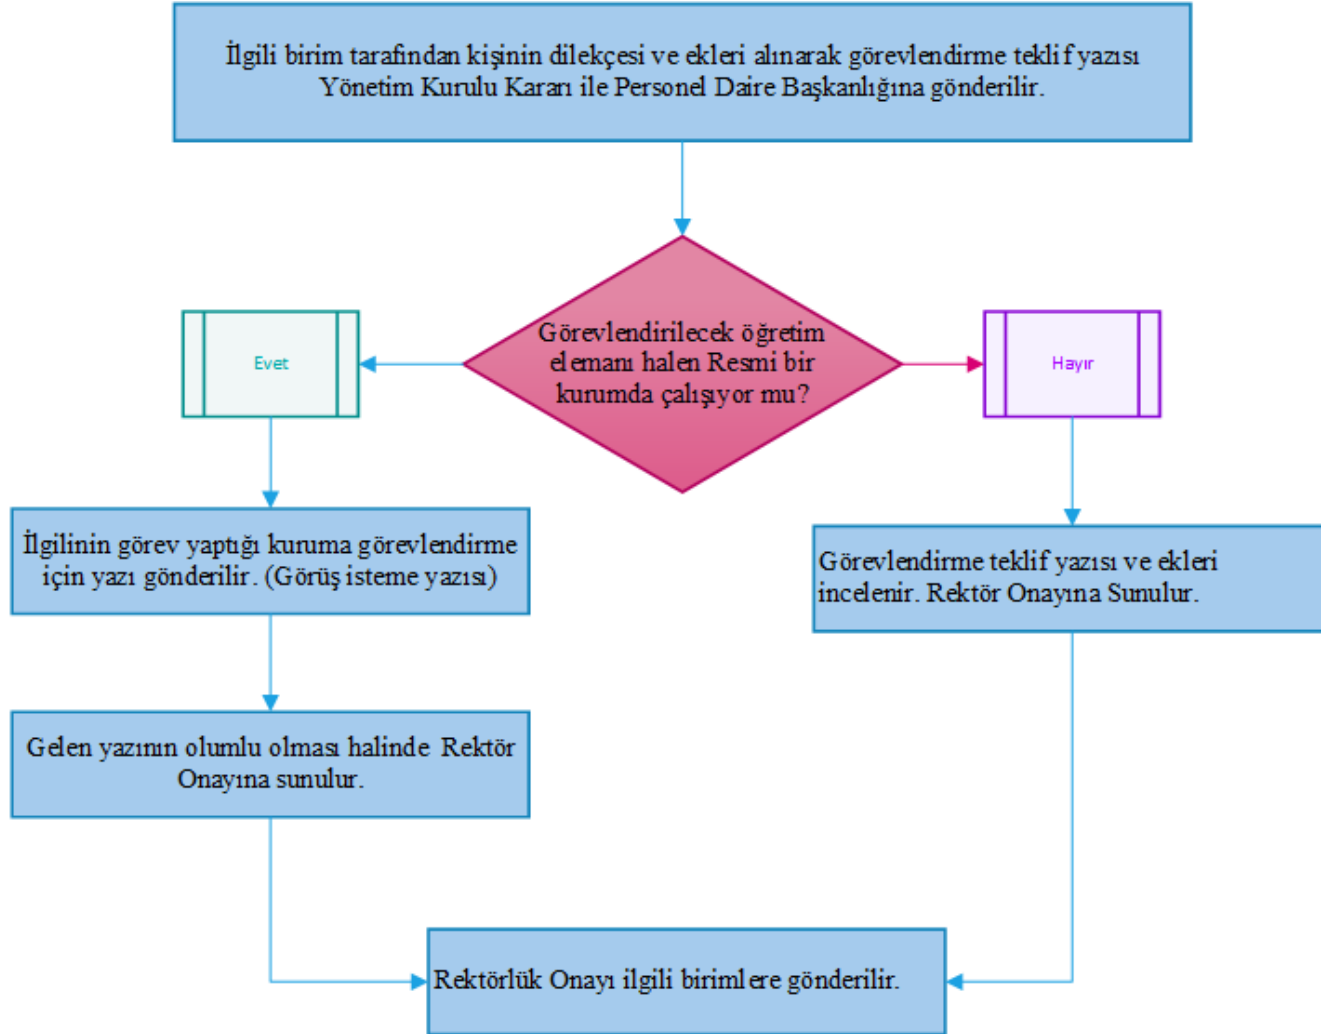 İlgili birim tarafından kişinin dilekçesi ve ekleri alınarak görevlendirme teklif yazısı
Yönetim Kurulu Kararı ile Personel Daire Başkanlığına gönderilir.
Görevlendirilecek öğretim
elemanı halen Resmi bir
kurumda çalışıyor mu?
Evet
Hayır
İlgilinin görev yaptığı kuruma görevlendirme
için yazı gönderilir. (Görüş isteme yazısı)
Görevlendirme teklif yazısı ve ekleri
incelenir. Rektör Onayına Sunulur.
Gelen yazının olumlu olması halinde Rektör
Onayına sunulur.
Rektörlük Onayı ilgili birimlere gönderilir.